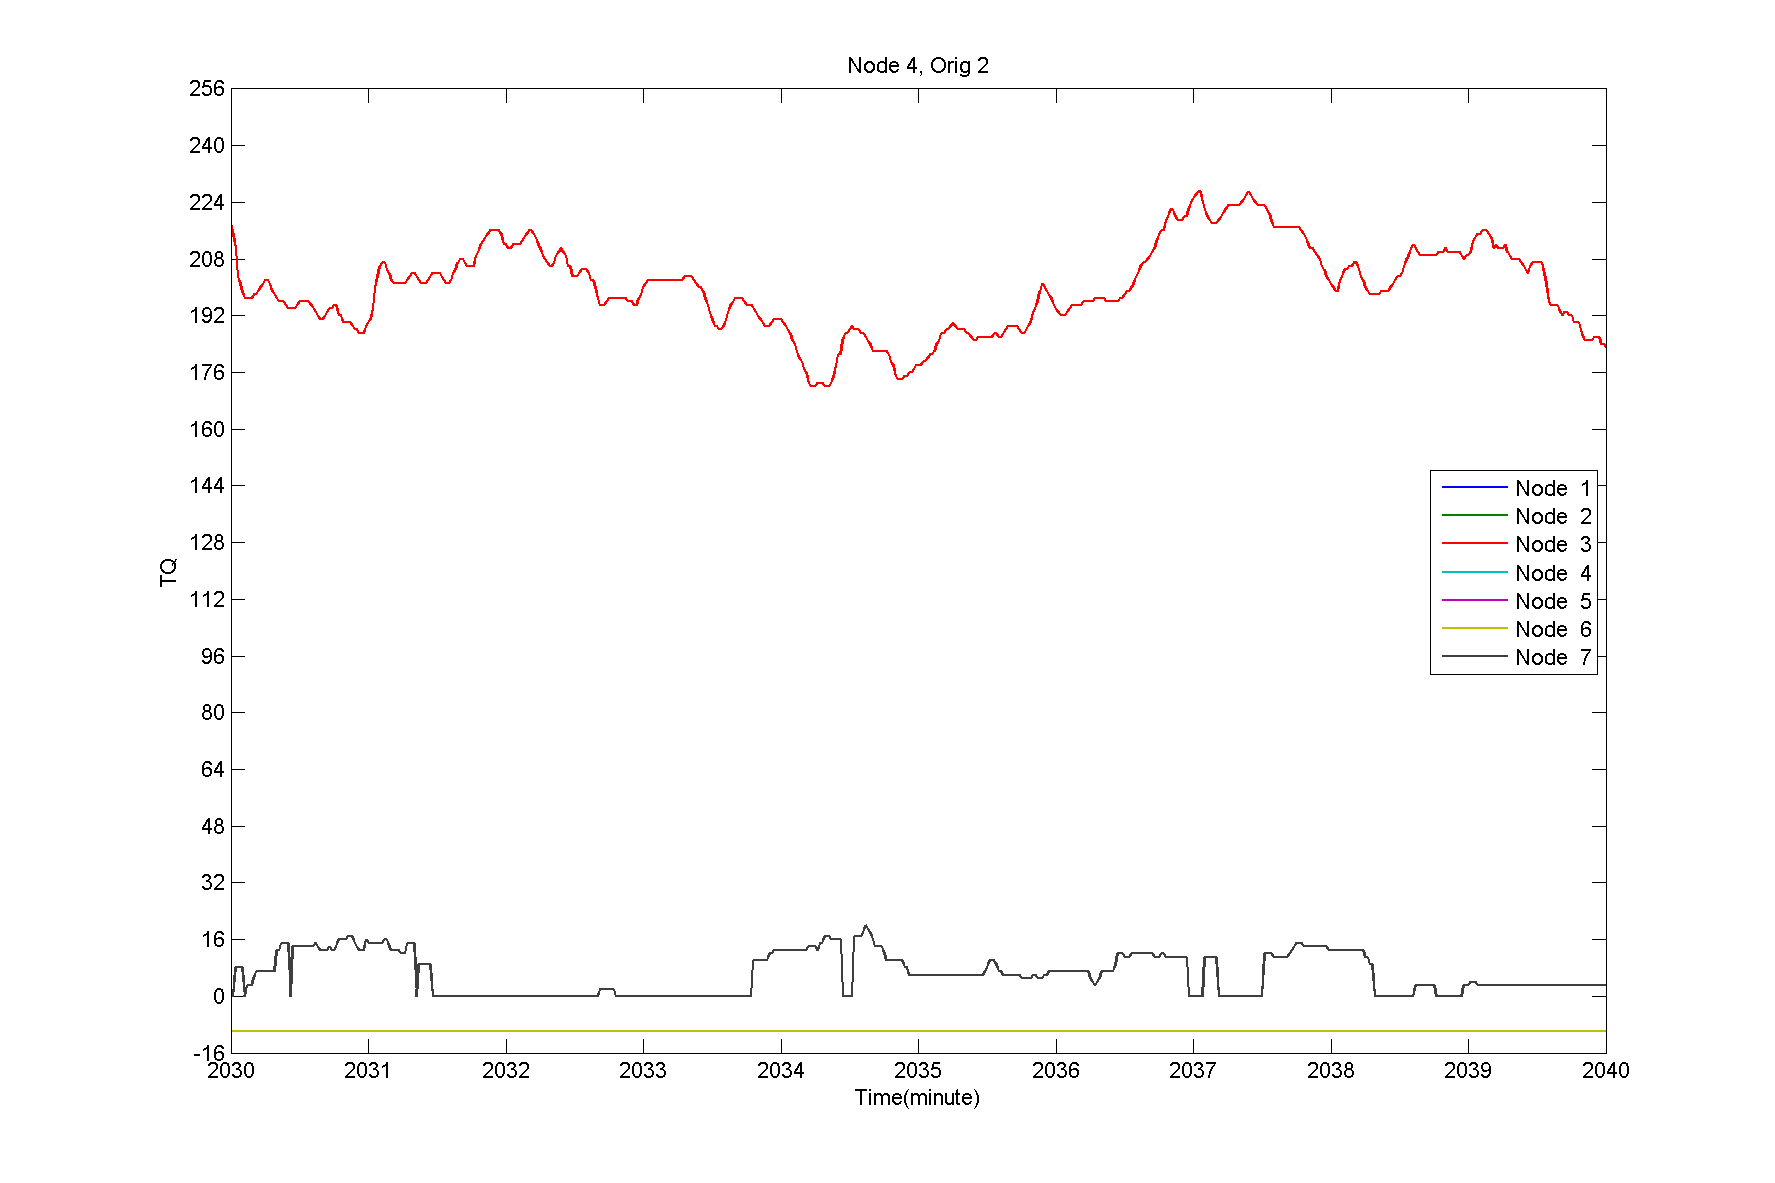 Node 4, Orig 2
256
240
224
208
192
176
160
144
128
112
96
80
64
48
32
16
0
-16
TQ
Node 1
Node 2
Node 3
Node 4
Node 5
Node 6
Node 7
2030 2031 2032 2033 2034 2035 2036 2037 2038 2039 2040
Time(minute)